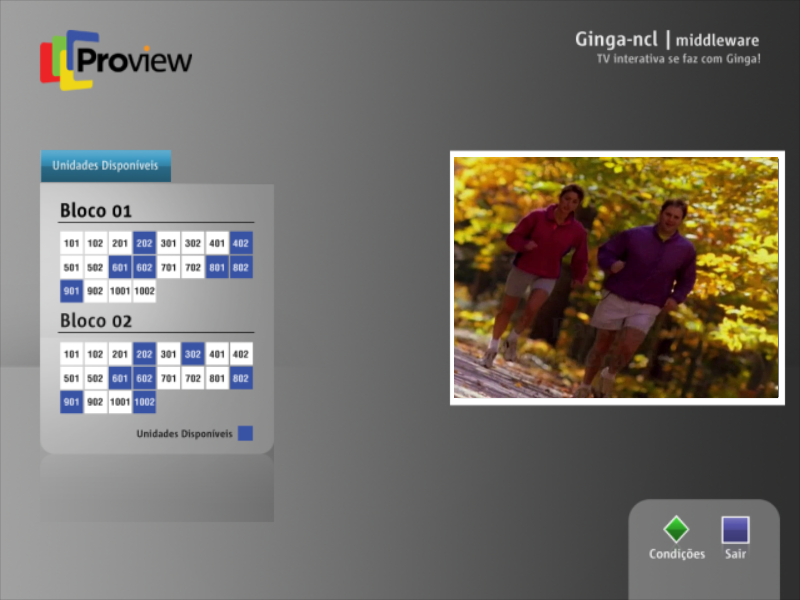 Proview
Ginga-ncl | middleware
TV interativa se faz com Ginga!
Unidades Disponíveis
Bloco 01
101 102 201 202 301 302 401 402
501 502 601 602 701 702 801 802
901 902 1001 1002
Bloco 02
101 102 201 202 301 302 401 402
501 502 601 602 701 702 801 802
901 902 1001 1002
Unidades Disponíveis
Condições Sair